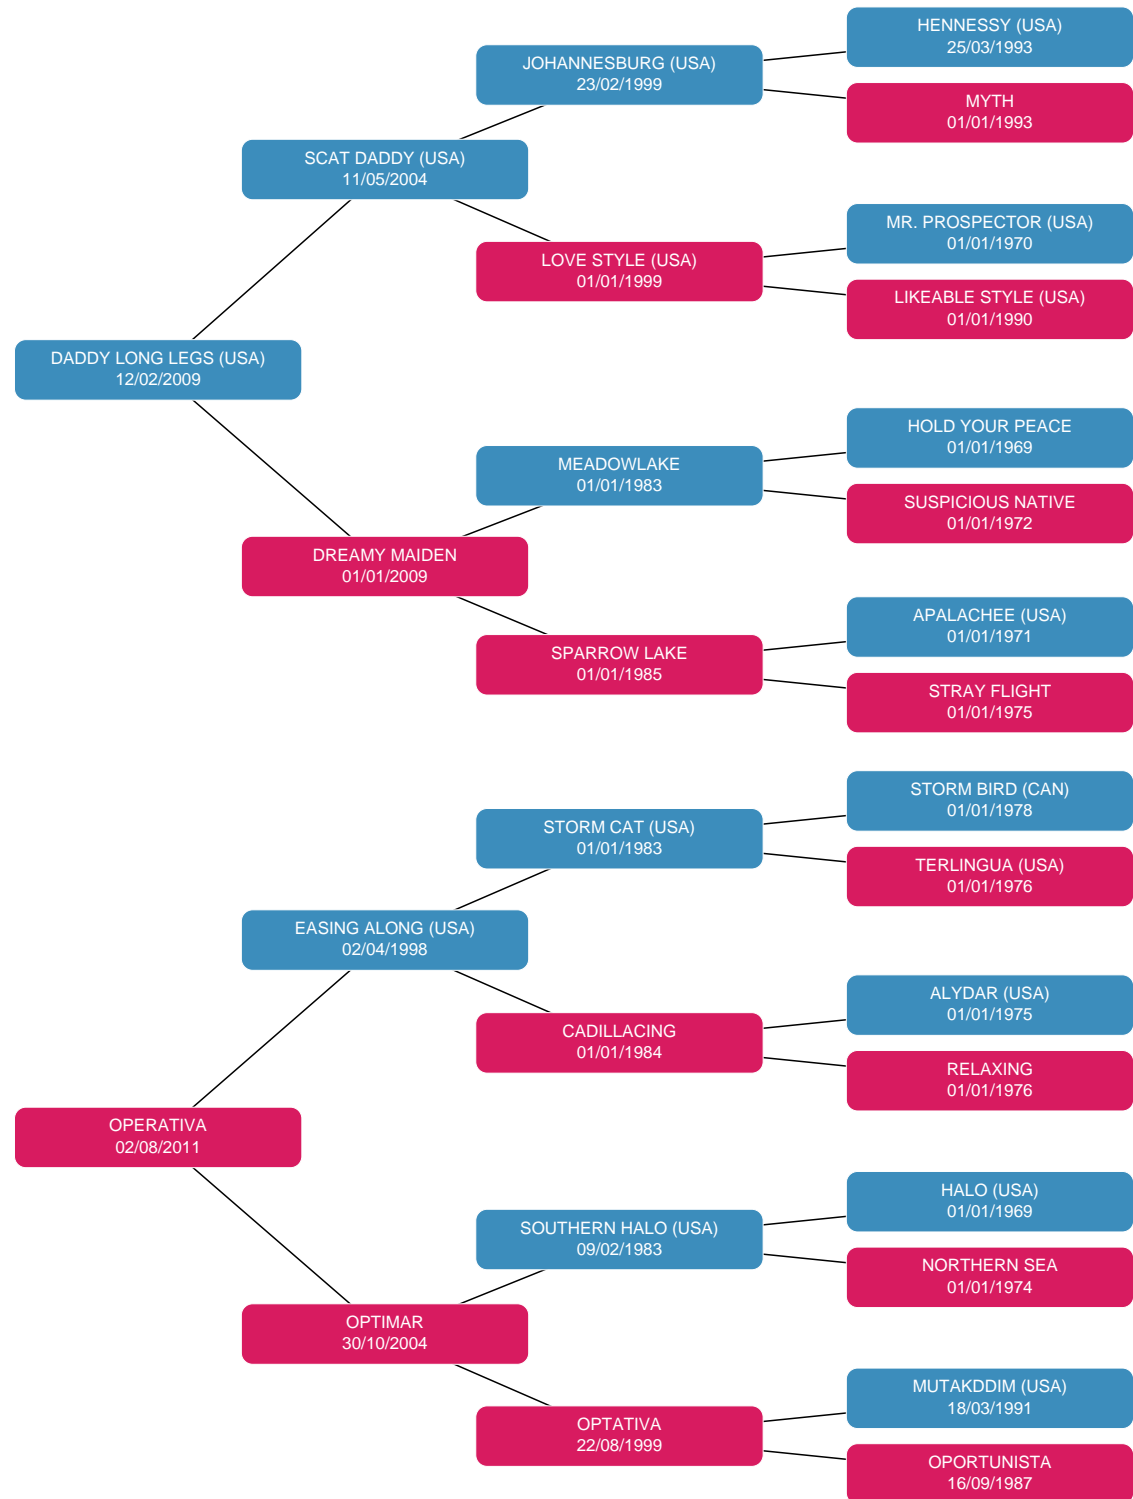 HENNESSY (USA)
25/03/1993
JOHANNESBURG (USA)
23/02/1999
MYTH
01/01/1993
SCAT DADDY (USA)
11/05/2004
MR. PROSPECTOR (USA)
01/01/1970
LOVE STYLE (USA)
01/01/1999
LIKEABLE STYLE (USA)
01/01/1990
DADDY LONG LEGS (USA)
12/02/2009
HOLD YOUR PEACE
01/01/1969
MEADOWLAKE
01/01/1983
SUSPICIOUS NATIVE
01/01/1972
DREAMY MAIDEN
01/01/2009
APALACHEE (USA)
01/01/1971
SPARROW LAKE
01/01/1985
STRAY FLIGHT
01/01/1975
STORM BIRD (CAN)
01/01/1978
STORM CAT (USA)
01/01/1983
TERLINGUA (USA)
01/01/1976
EASING ALONG (USA)
02/04/1998
ALYDAR (USA)
01/01/1975
CADILLACING
01/01/1984
RELAXING
01/01/1976
OPERATIVA
02/08/2011
HALO (USA)
01/01/1969
SOUTHERN HALO (USA)
09/02/1983
NORTHERN SEA
01/01/1974
OPTIMAR
30/10/2004
MUTAKDDIM (USA)
18/03/1991
OPTATIVA
22/08/1999
OPORTUNISTA
16/09/1987